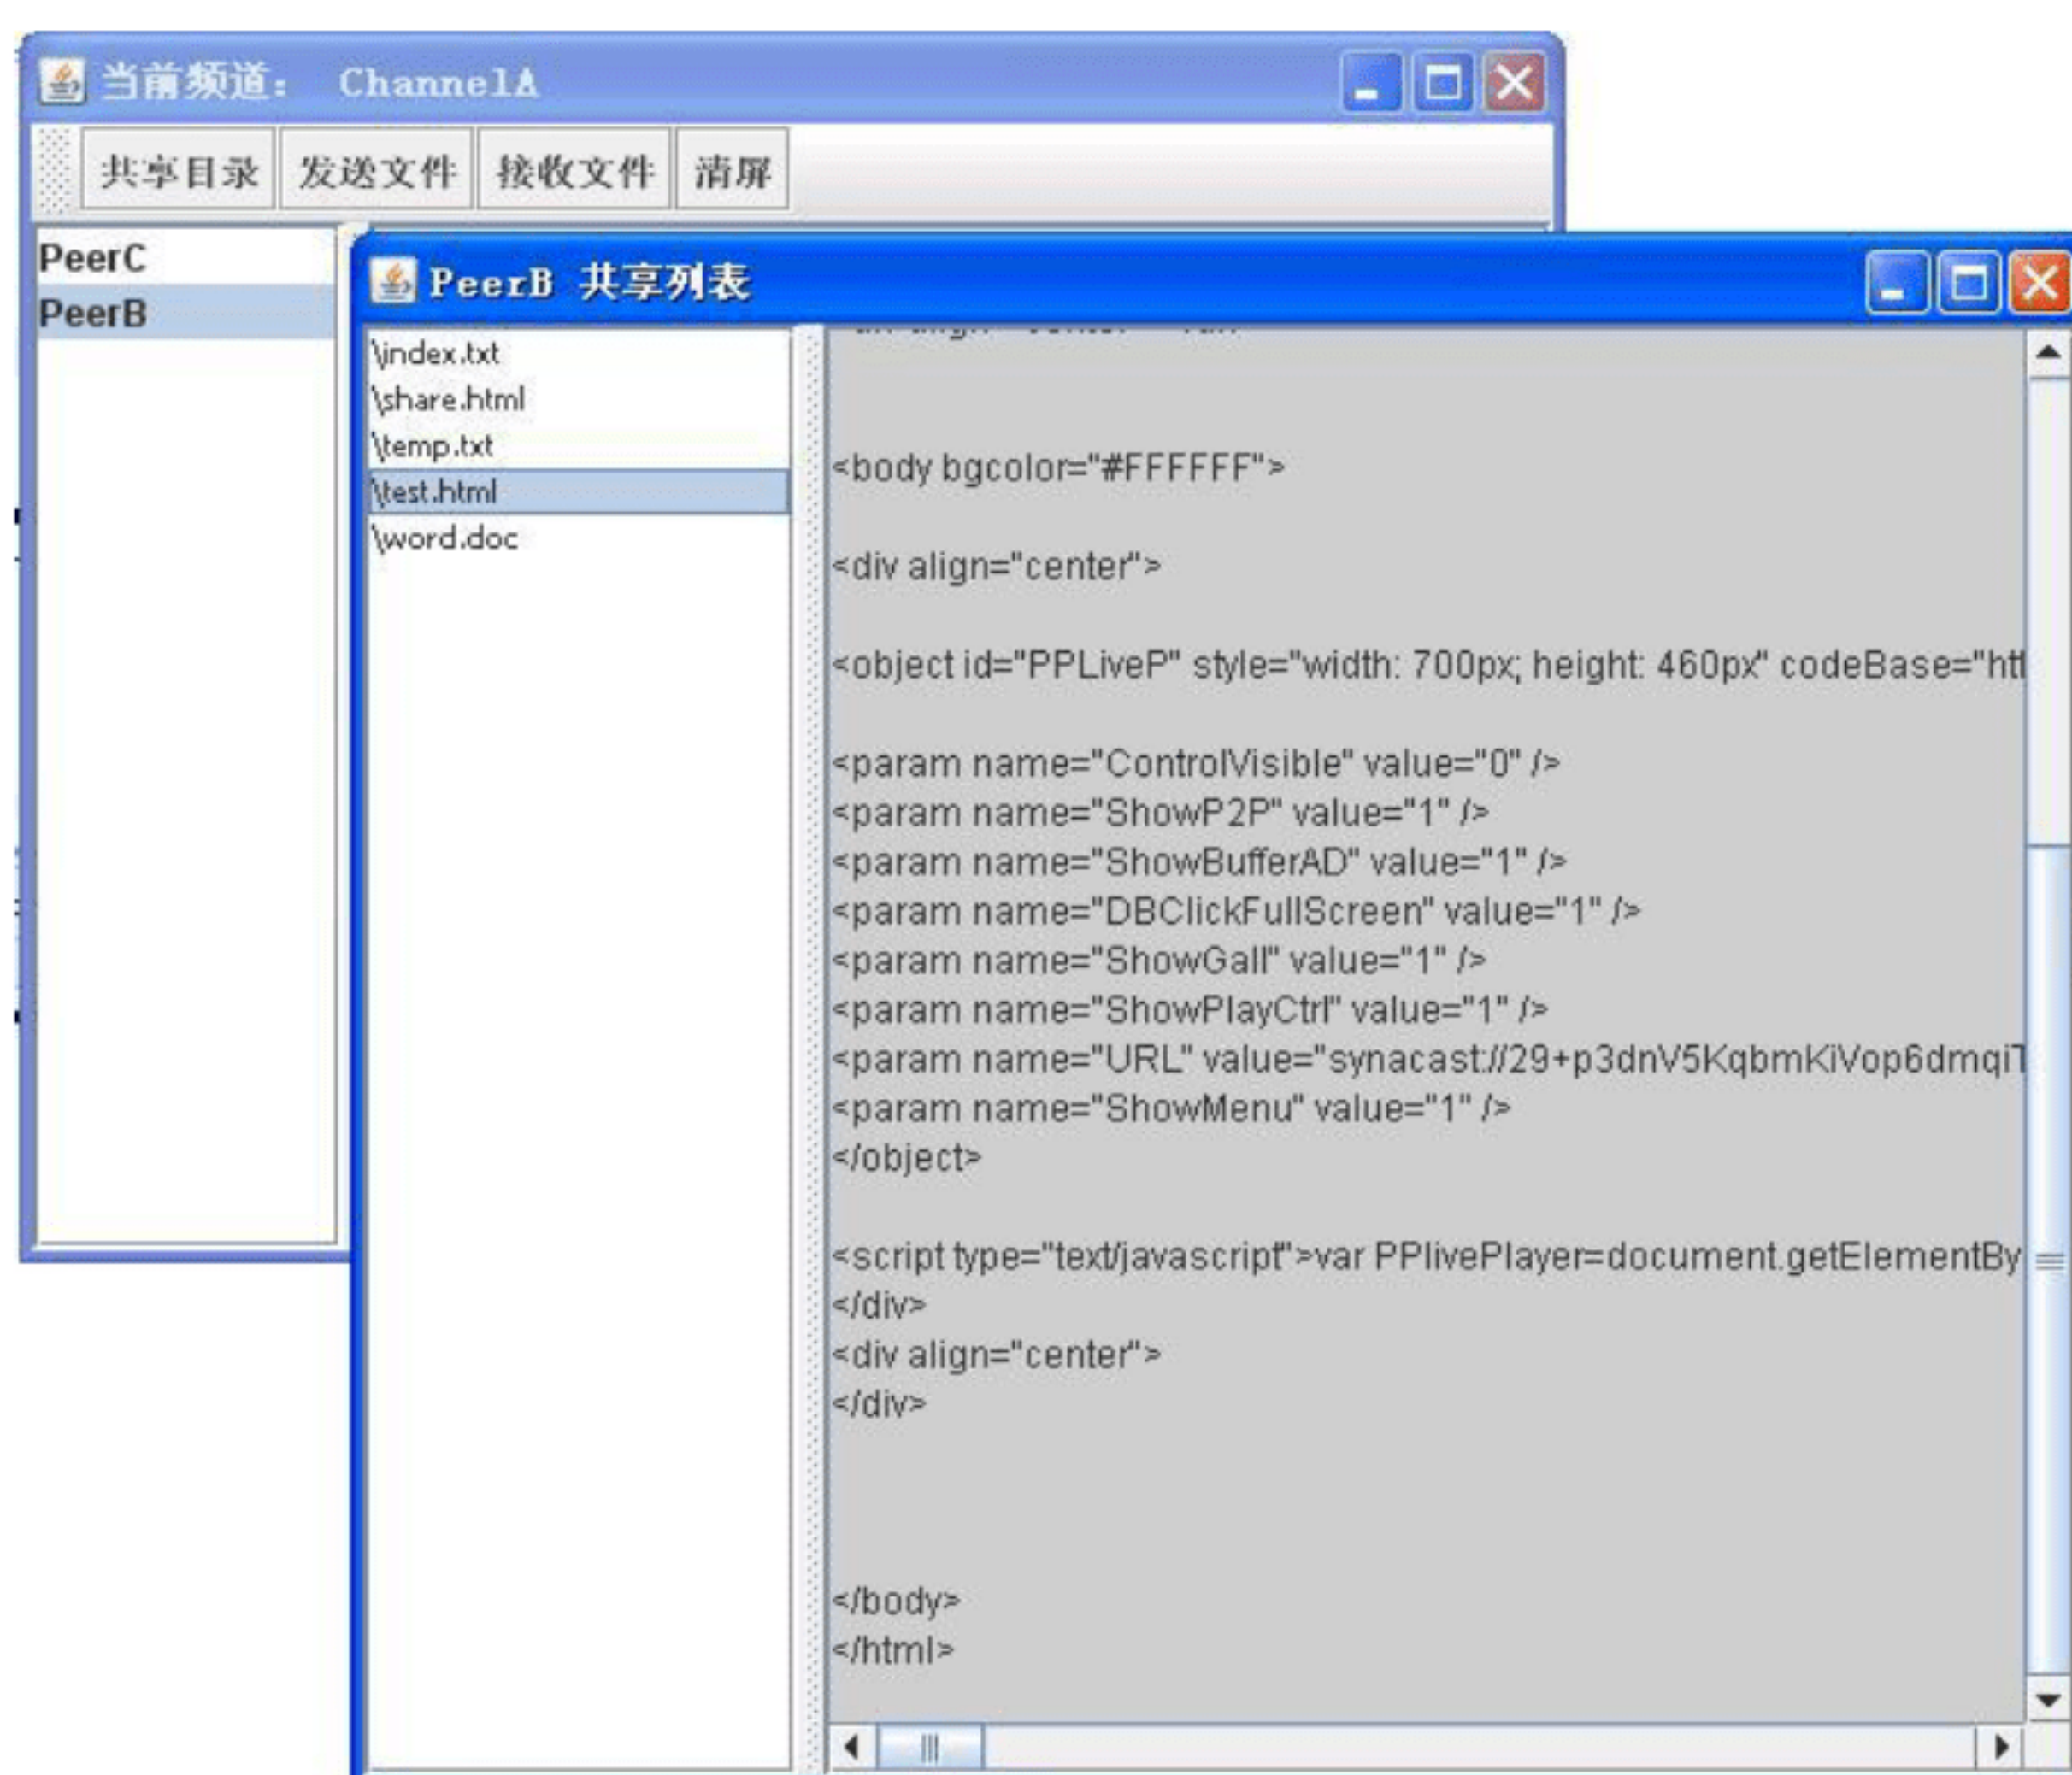 当前频道: ChannelA
共享目录 发送文件 接收文件 清屏
PeerC
PeerB
PeerB 共享列表
\index.txt
\share.html
\temp.txt
\test.html
\word.doc
<body bgcolor="#FFFFFF">
<div align="center">
<object id="PPLiveP" style="width: 700px; height: 460px" codeBase="htt
<param name="ControlVisible" value="0" />
<param name="ShowP2P" value="1" />
<param name="ShowBufferAD" value="1" />
<param name="DBClickFullScreen" value="1" />
<param name="ShowGall" value="1" />
<param name="ShowPlayCtrl" value="1" />
<param name="URL" value="synacast://29+p3dnV5KqbmKiVop6dmqiT
<param name="ShowMenu" value="1" />
</object>
<script type="text/javascript">var PPlivePlayer=document.getElementBy
</div>
<div align="center">
</div>
</body>
</html>